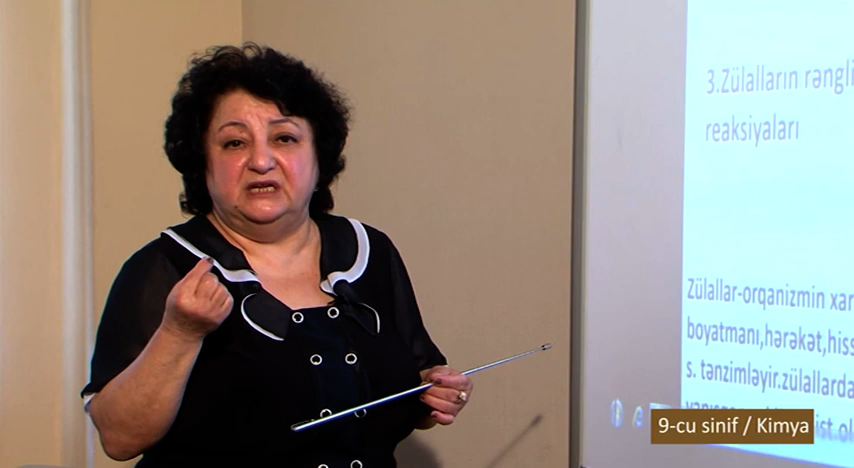 3.Zülalların rəngli
reaksiyaları
Zülallar-orqanizmin xar
boyatmanı,hərəkət,hiss
s. tənzimləyir.zülallarda
9-cu sinif / Kimya